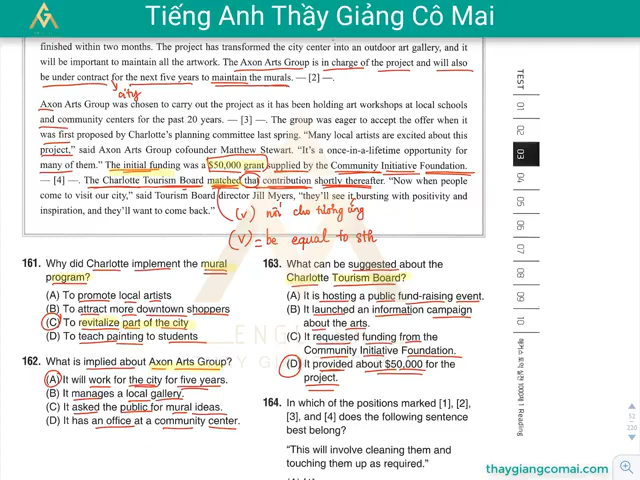 Tiếng Anh Thầy Giảng Cô Mai
finished within two months. The project has transformed the city center into an outdoor art gallery, and it
will be important to maintain all the artwork. The Axon Arts Group is in charge of the project and will also
be under contract for the next five years to maintain the murals. — [2] —.
city
Axon Arts Group was chosen to carry out the project as it has been holding art workshops at local schools
and community centers for the past 20 years. — [3] —. The group was eager to accept the offer when it
was first proposed by Charlotte's planning committee last spring. “Many local artists are excited about this
project,” said Axon Arts Group cofounder Matthew Stewart. “It's a once-in-a-lifetime opportunity for
many of them.” The initial funding was a $50,000 grant supplied by the Community Initiative Foundation.
— [4] —. The Charlotte Tourism Board matched that contribution shortly thereafter. “Now when people
come to visit our city,” said Tourism Board director Jill Myers, “they'll see it bursting with positivity and
inspiration, and they'll want to come back.”
(v) nói cho tương ứng
(v) = be equal to sth
161. Why did Charlotte implement the mural
program?
(A) To promote local artists
(B) To attract more downtown shoppers
(C) To revitalize part of the city
(D) To teach painting to students
162. What is implied about Axon Arts Group?
(A) It will work for the city for five years.
(B) It manages a local gallery.
(C) It asked the public for mural ideas.
(D) It has an office at a community center.
163. What can be suggested about the
Charlotte Tourism Board?
(A) It is hosting a public fund-raising event.
(B) It launched an information campaign
about the arts.
(C) It requested funding from the
Community Initiative Foundation.
(D) It provided about $50,000 for the
project.
164. In which of the positions marked [1], [2],
[3], and [4] does the following sentence
best belong?
“This will involve cleaning them and
touching them up as required.”
TEST
01
02
03
04
05
06
07
08
09
10
해커스 토익 실전 1000제 1 Reading
52
220
thaygiangcomai.com